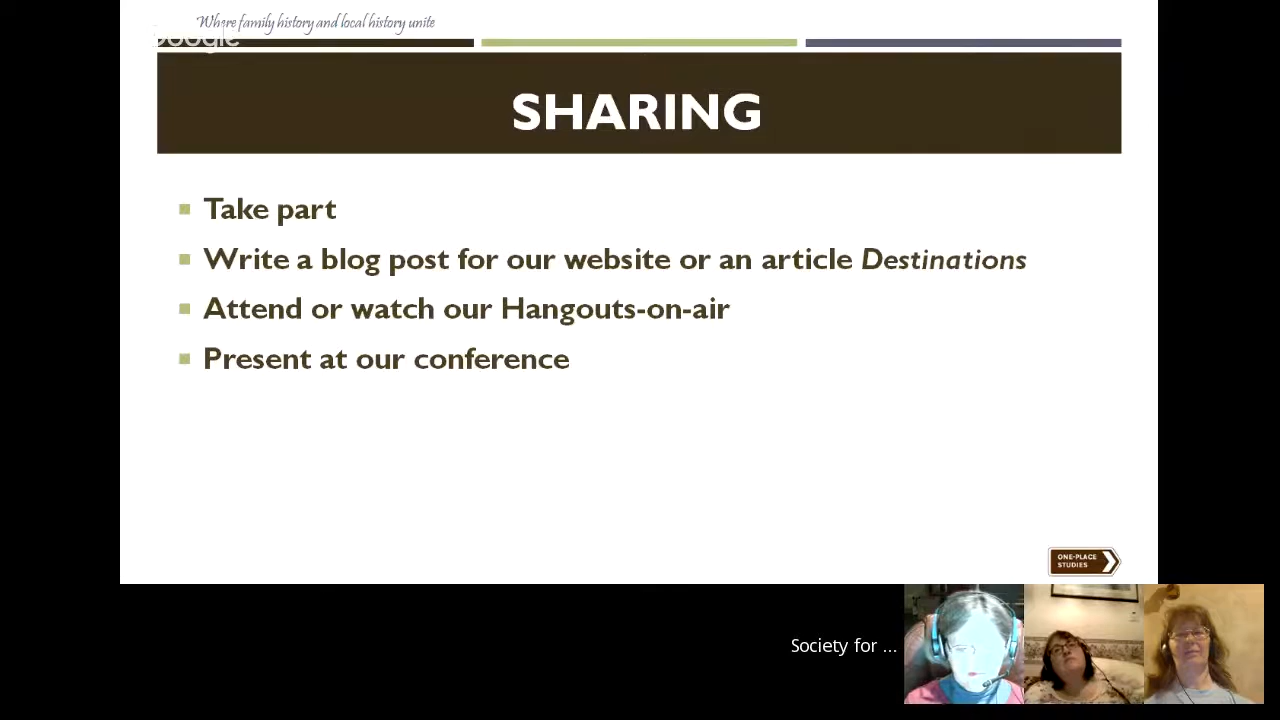 Where family history and local history unite
Google
SHARING
Take part
Write a blog post for our website or an article Destinations
Attend or watch our Hangouts-on-air
Present at our conference
ONE-PLACE
STUDIES
Society for ...